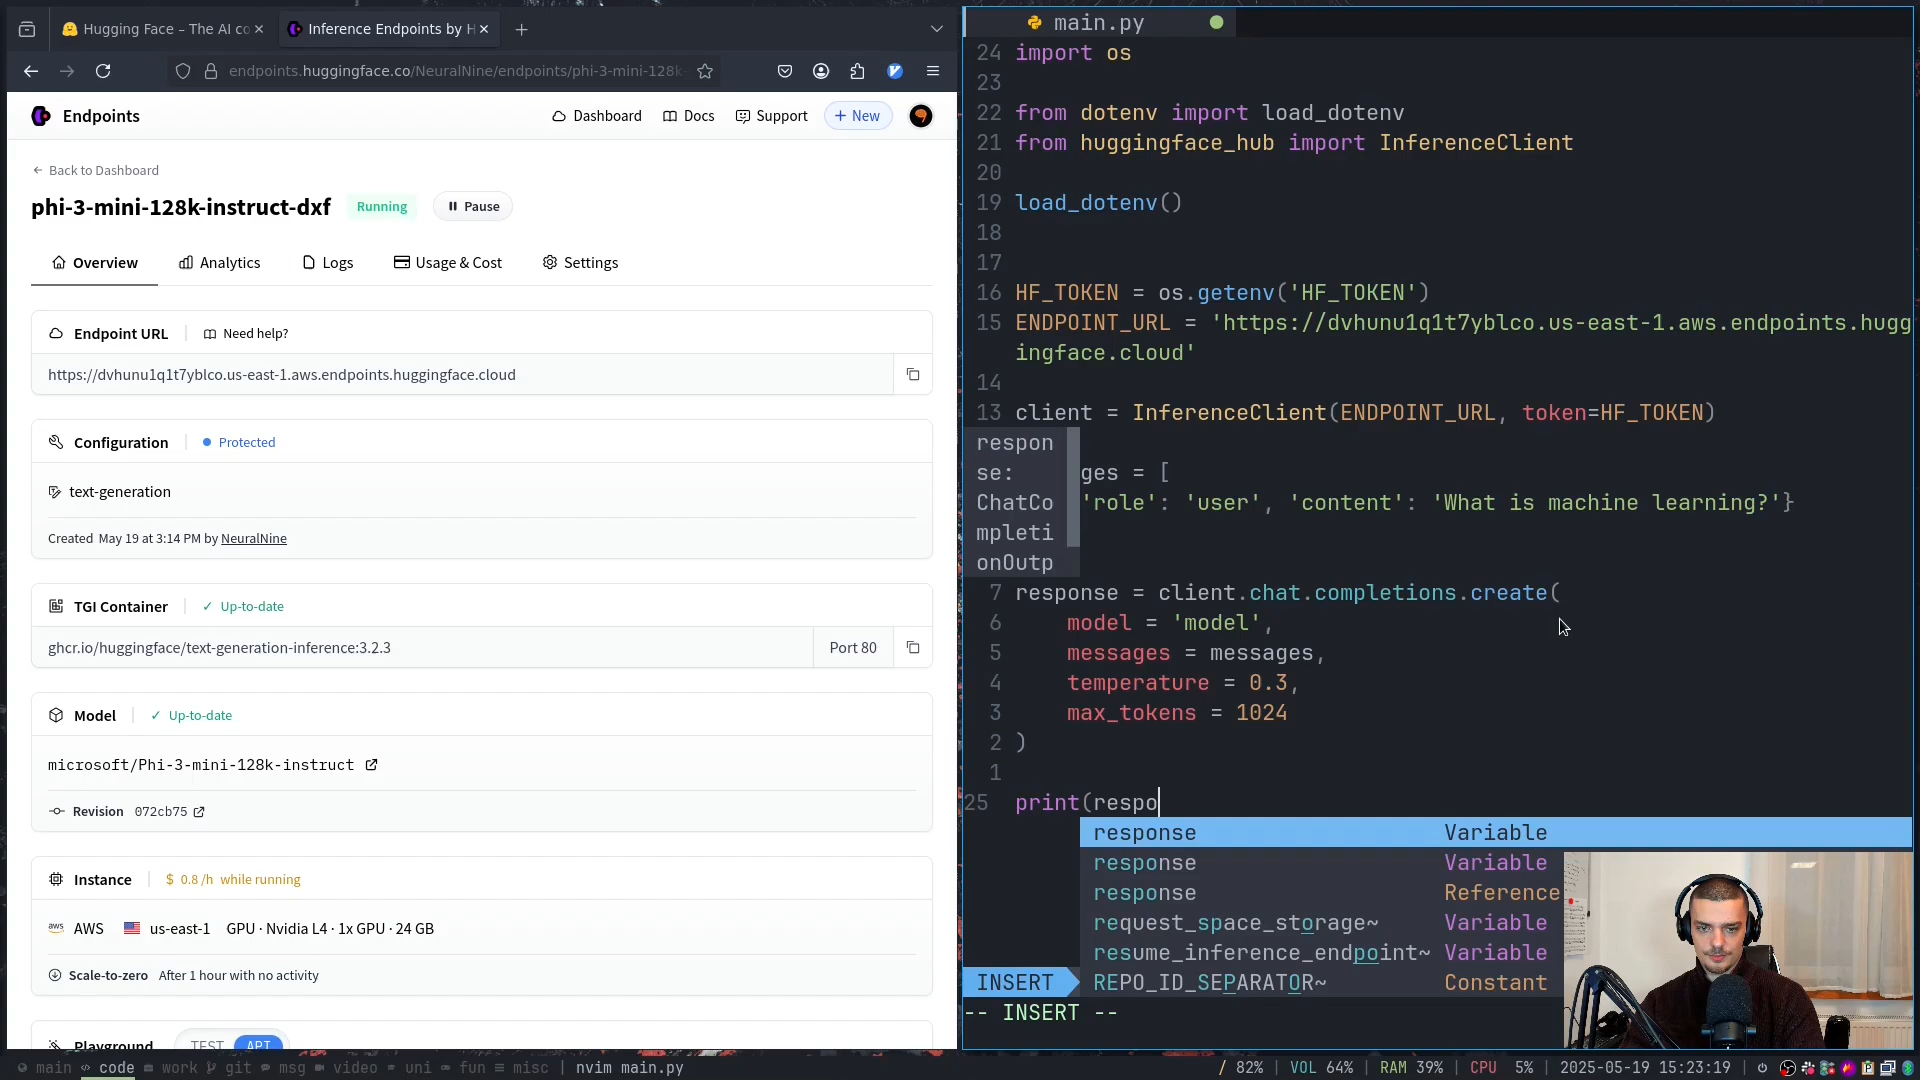 Hugging Face – The AI co
Inference Endpoints by H
endpoints.huggingface.co/NeuralNine/endpoints/phi-3-mini-128k
Endpoints
Dashboard
Docs
Support
+ New
← Back to Dashboard
phi-3-mini-128k-instruct-dxf
Running
Pause
Overview
Analytics
Logs
Usage & Cost
Settings
Endpoint URL
Need help?
https://dvhunu1q1t7yblco.us-east-1.aws.endpoints.huggingface.cloud
Configuration
Protected
text-generation
Created May 19 at 3:14 PM by NeuralNine
TGI Container
✓ Up-to-date
ghcr.io/huggingface/text-generation-inference:3.2.3
Port 80
Model
✓ Up-to-date
microsoft/Phi-3-mini-128k-instruct
Revision 072cb75
Instance
$ 0.8 /h while running
aws AWS us-east-1 GPU · Nvidia L4 · 1x GPU · 24 GB
Scale-to-zero After 1 hour with no activity
Playground TEST API
main.py
24 import os
23
22 from dotenv import load_dotenv
21 from huggingface_hub import InferenceClient
20
19 load_dotenv()
18
17
16 HF_TOKEN = os.getenv('HF_TOKEN')
15 ENDPOINT_URL = 'https://dvhunu1q1t7yblco.us-east-1.aws.endpoints.hugg
ingface.cloud'
14
13 client = InferenceClient(ENDPOINT_URL, token=HF_TOKEN)
respon
se:
ges = [
ChatCo
'role': 'user', 'content': 'What is machine learning?'}
mpleti
onOutp
7 response = client.chat.completions.create(
6 model = 'model',
5 messages = messages,
4 temperature = 0.3,
3 max_tokens = 1024
2 )
1
25 print(respo
response Variable
response Variable
response Reference
request_space_storage~ Variable
resume_inference_endpoint~ Variable
REPO_ID_SEPARATOR~ Constant
INSERT
-- INSERT --
main code work git msg video uni fun misc | nvim main.py
/ 82% | VOL 64% | RAM 39% | CPU 5% | 2025-05-19 15:23:19 |